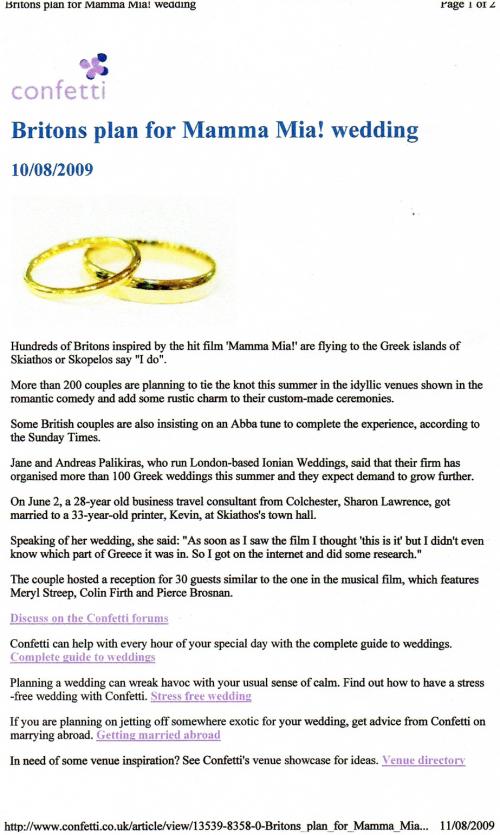 Britons plan for Mamma Mia! wedding
Page 1 of 2
confetti
Britons plan for Mamma Mia! wedding
10/08/2009
Hundreds of Britons inspired by the hit film 'Mamma Mia!' are flying to the Greek islands of
Skiathos or Skopelos say "I do".
More than 200 couples are planning to tie the knot this summer in the idyllic venues shown in the
romantic comedy and add some rustic charm to their custom-made ceremonies.
Some British couples are also insisting on an Abba tune to complete the experience, according to
the Sunday Times.
Jane and Andreas Palikiras, who run London-based Ionian Weddings, said that their firm has
organised more than 100 Greek weddings this summer and they expect demand to grow further.
On June 2, a 28-year old business travel consultant from Colchester, Sharon Lawrence, got
married to a 33-year-old printer, Kevin, at Skiathos's town hall.
Speaking of her wedding, she said: "As soon as I saw the film I thought 'this is it' but I didn't even
know which part of Greece it was in. So I got on the internet and did some research."
The couple hosted a reception for 30 guests similar to the one in the musical film, which features
Meryl Streep, Colin Firth and Pierce Brosnan.
Discuss on the Confetti forums
Confetti can help with every hour of your special day with the complete guide to weddings.
Complete guide to weddings
Planning a wedding can wreak havoc with your usual sense of calm. Find out how to have a stress
-free wedding with Confetti. Stress free wedding
If you are planning on jetting off somewhere exotic for your wedding, get advice from Confetti on
marrying abroad. Getting married abroad
In need of some venue inspiration? See Confetti's venue showcase for ideas. Venue directory
http://www.confetti.co.uk/article/view/13539-8358-0-Britons_plan_for_Mamma_Mia... 11/08/2009